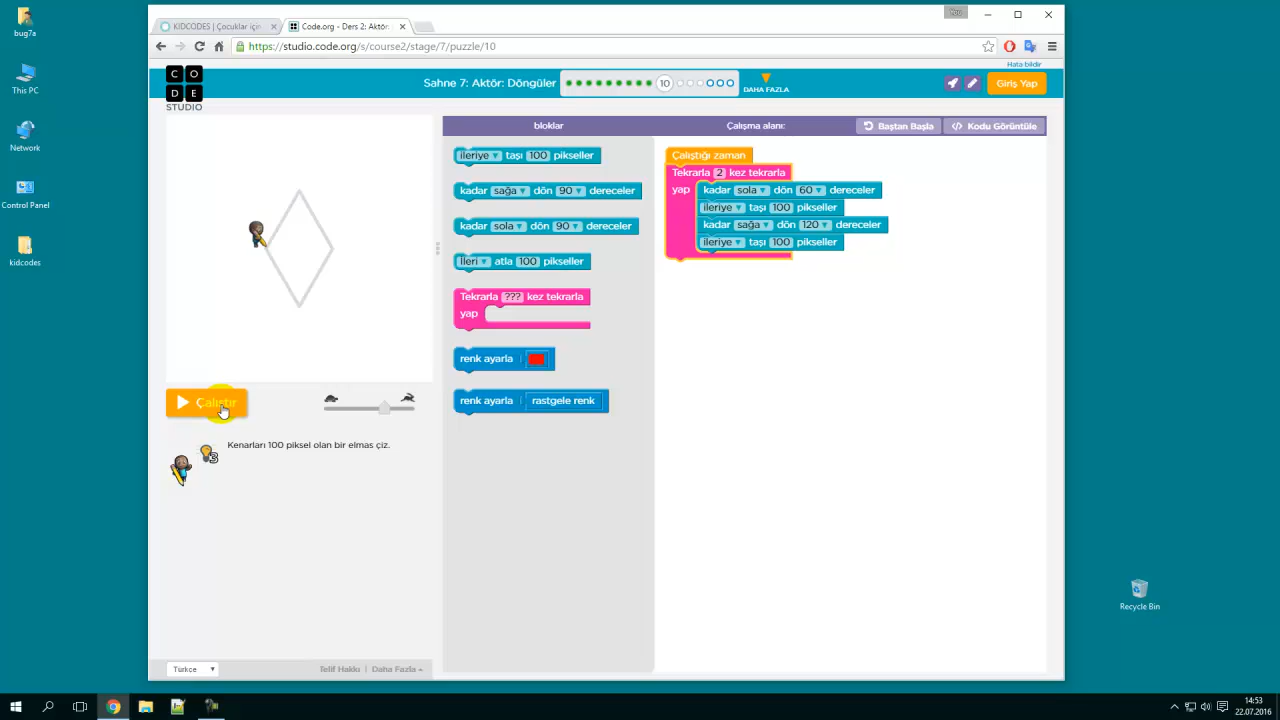 bug7a
This PC
Network
Control Panel
kidcodes
Recycle Bin
You
KIDCODES | Çocuklar için
Code.org - Ders 2: Aktör:
https://studio.code.org/s/course2/stage/7/puzzle/10
Hata bildir
C O
D E
STUDIO
Sahne 7: Aktör: Döngüler
10
DAHA FAZLA
Giriş Yap
bloklar
Çalışma alanı:
Baştan Başla
Kodu Görüntüle
ileriye taşı 100 pikseller
kadar sağa dön 90 dereceler
kadar sola dön 90 dereceler
İleri atla 100 pikseller
Tekrarla ??? kez tekrarla
yap
renk ayarla
renk ayarla rastgele renk
Çalıştığı zaman
Tekrarla 2 kez tekrarla
yap kadar sola dön 60 dereceler
ileriye taşı 100 pikseller
kadar sağa dön 120 dereceler
ileriye taşı 100 pikseller
Çalıştır
3
Kenarları 100 piksel olan bir elmas çiz.
Türkçe
Telif Hakkı | Daha Fazla
14:53
22.07.2016